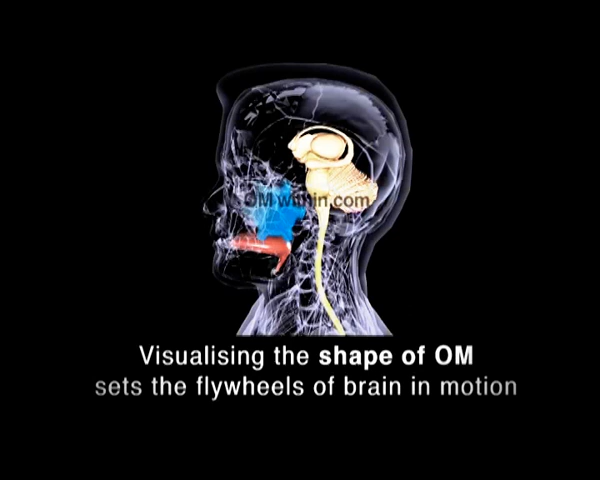 OM within.com
Visualising the shape of OM
sets the flywheels of brain in motion